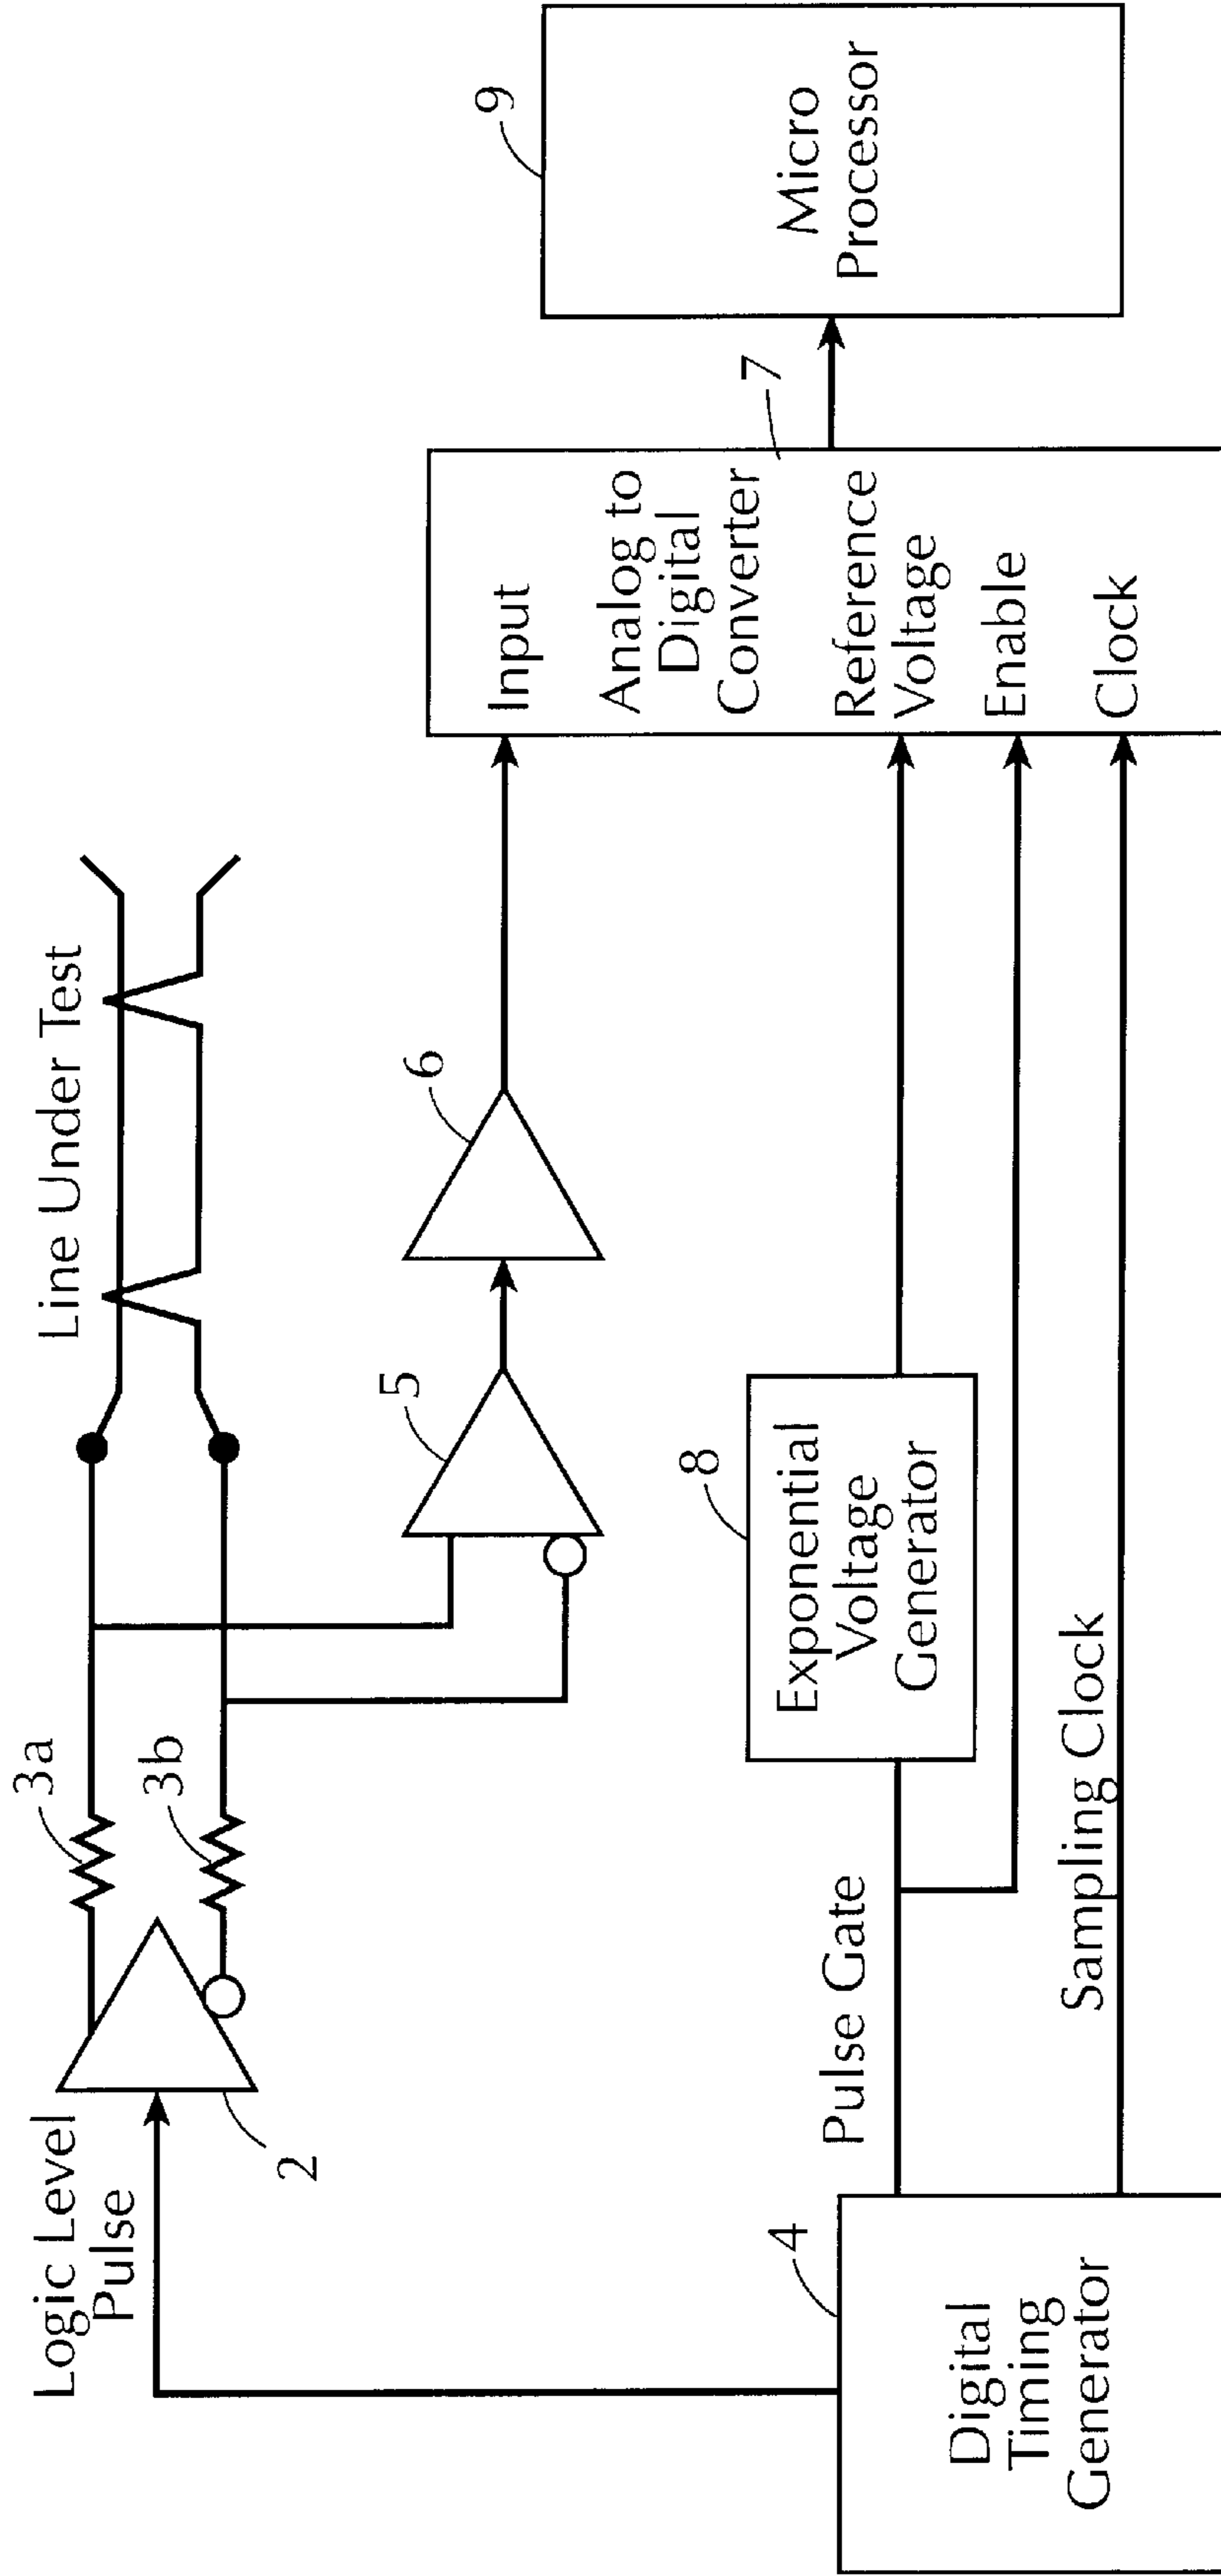 Logic Level
Pulse
2
3a
3b
Line Under Test
5
6
4
Digital
Timing
Generator
Pulse Gate
Sampling Clock
8
Exponential
Voltage
Generator
Input
Analog to
Digital
Converter
7
Reference
Voltage
Enable
Clock
9
Micro
Processor